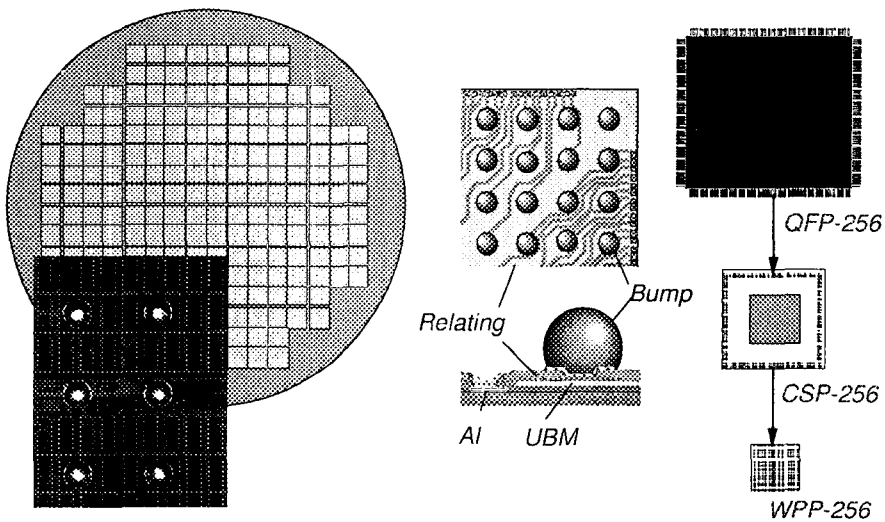 QFP-256
Relating
Bump
CSP-256
Al
UBM
WPP-256